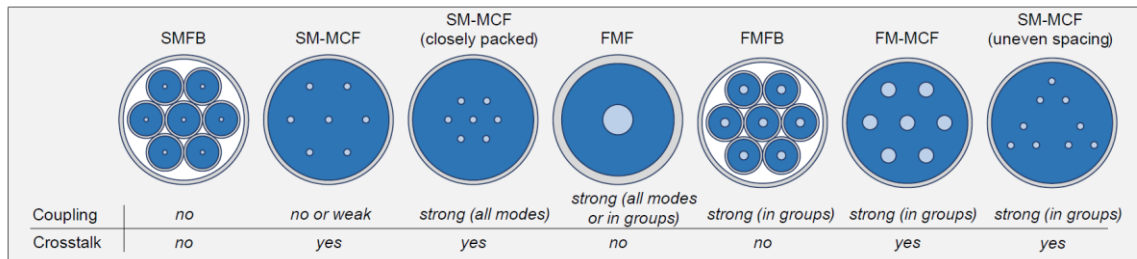 SMFB
SM-MCF
SM-MCF
(closely packed)
FMF
FMFB
FM-MCF
SM-MCF
(uneven spacing)
Coupling no no or weak strong (all modes) strong (all modes
or in groups) strong (in groups) strong (in groups) strong (in groups)
Crosstalk no yes yes no no yes yes